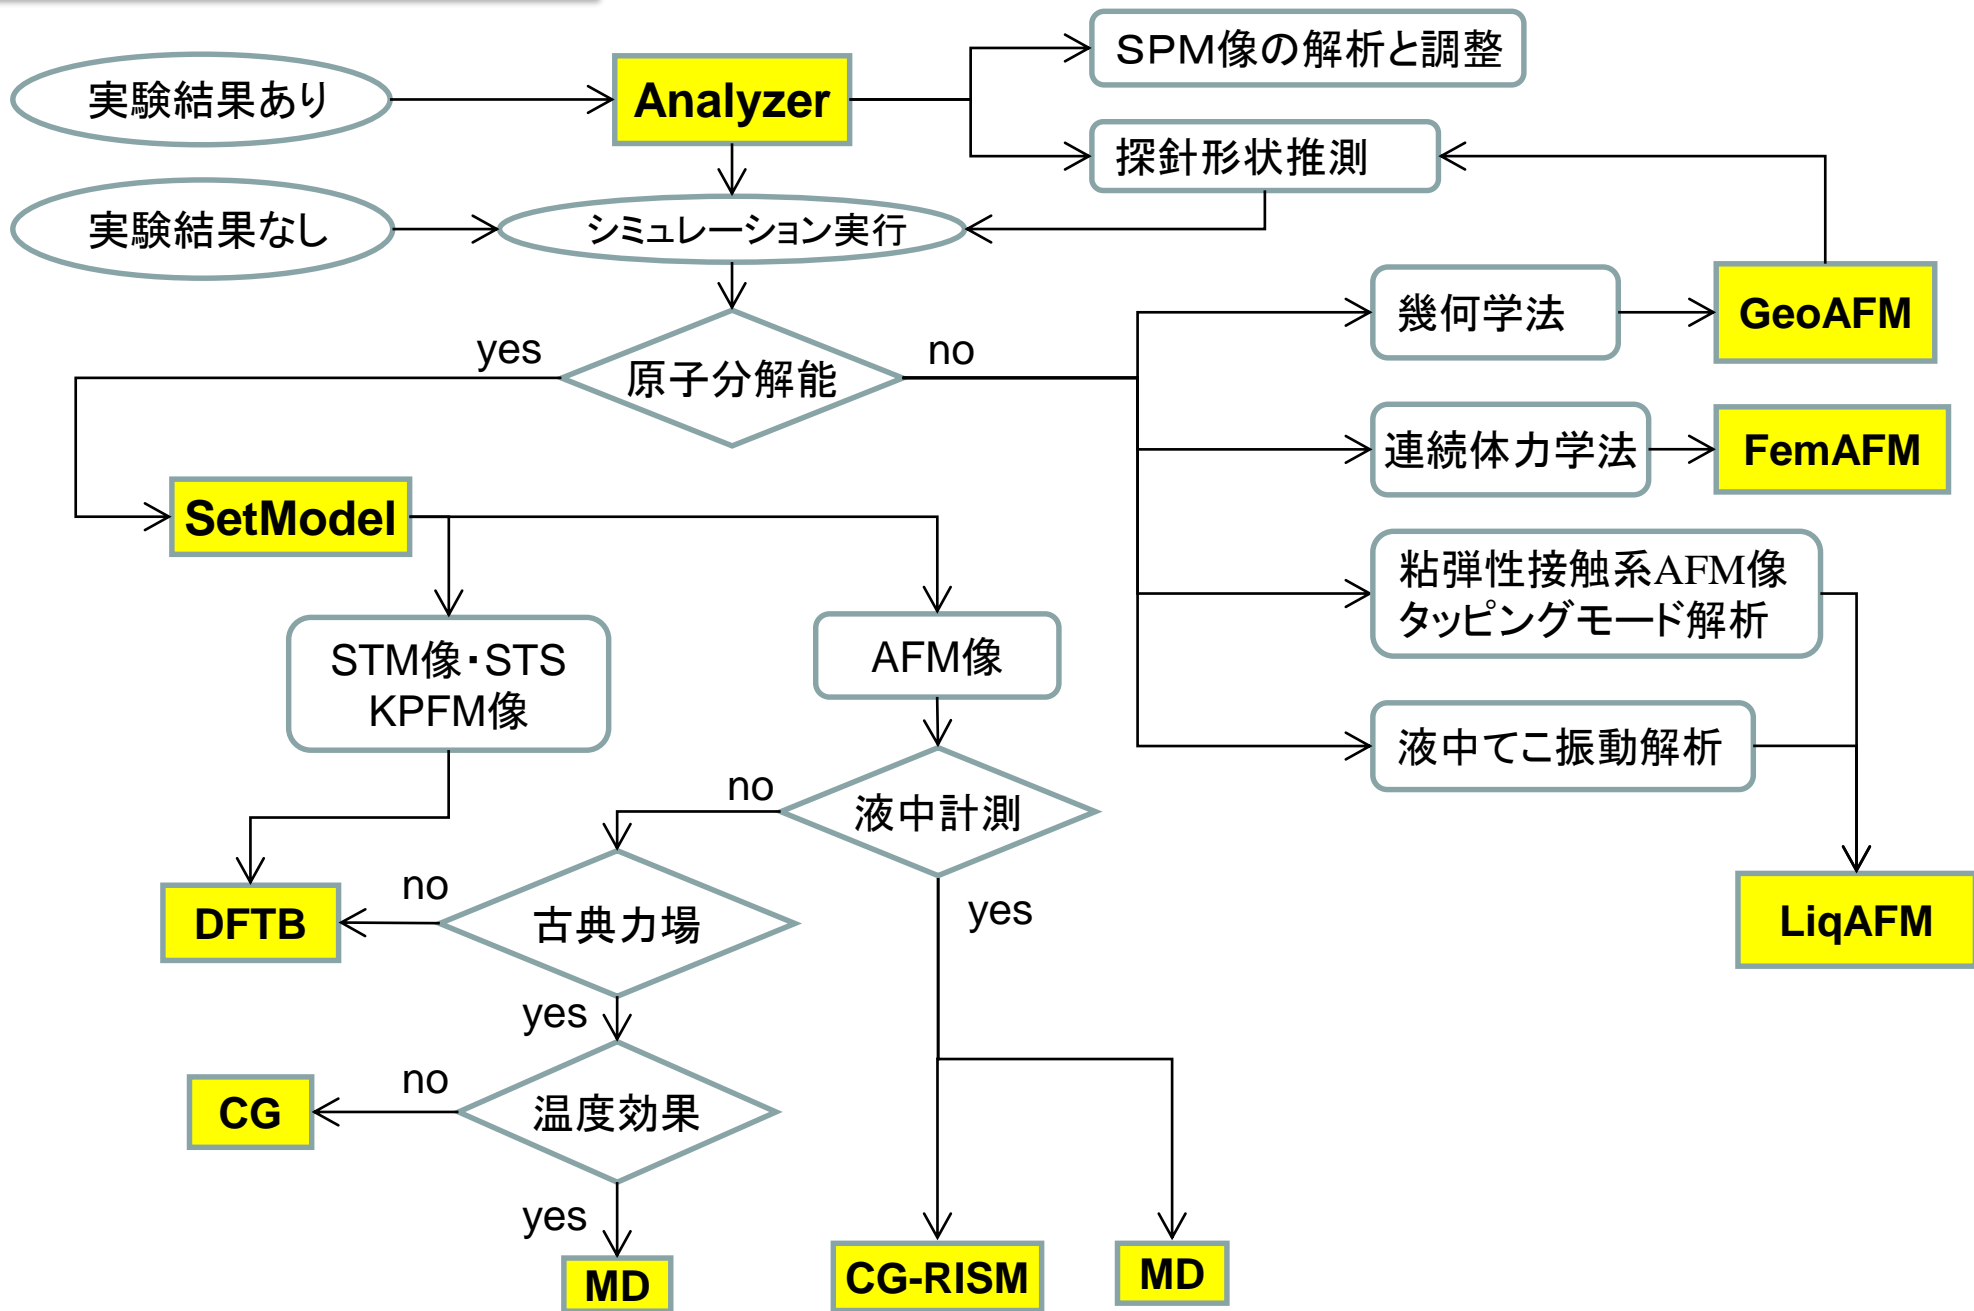 SPM像の解析と調整
実験結果あり
Analyzer
探針形状推測
実験結果なし
シミュレーション実行
幾何学法
GeoAFM
yes
no
原子分解能
連続体力学法
FemAFM
SetModel
粘弾性接触系AFM像
タッピングモード解析
STM像・STS
KPFM像
AFM像
液中てこ振動解析
no
液中計測
no
yes
DFTB
古典力場
LiqAFM
yes
no
CG
温度効果
yes
MD
CG-RISM
MD